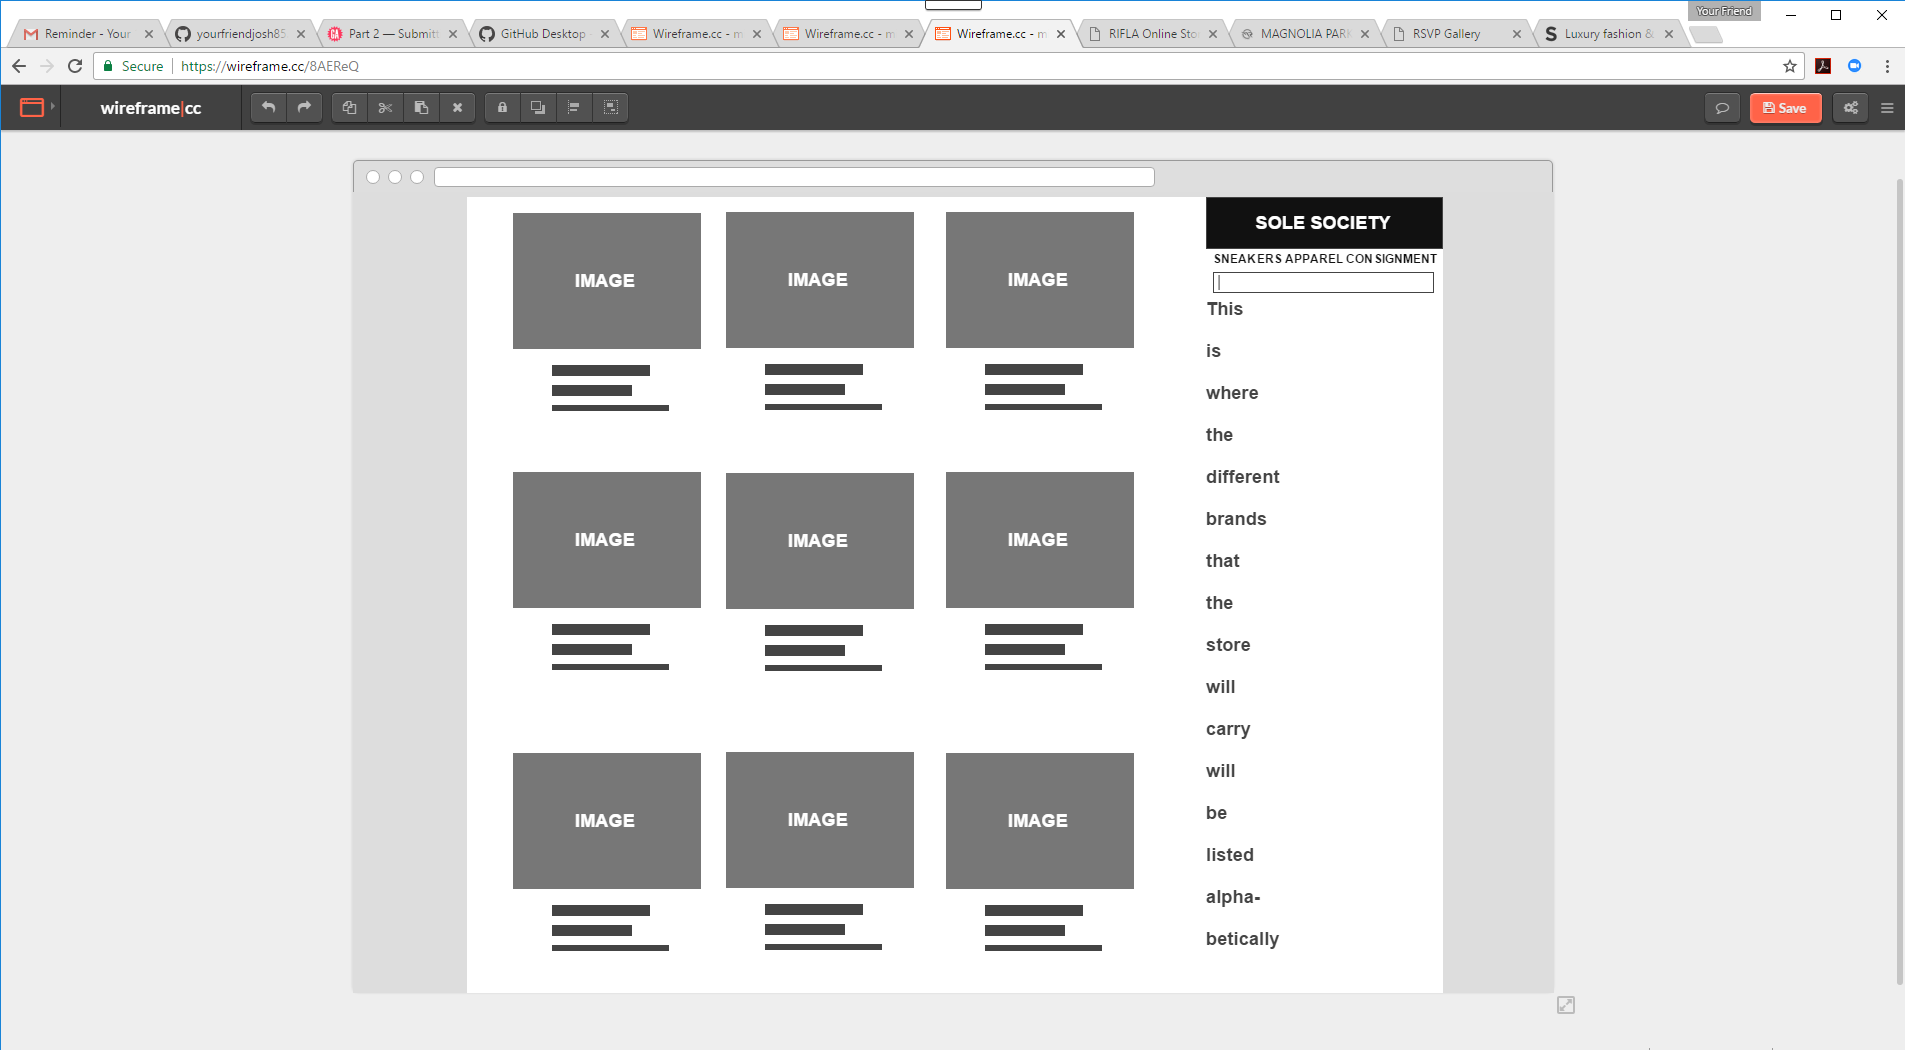 Your Friend
Reminder - Your
yourfriendjosh85
Part 2 — Submitt
GitHub Desktop -
Wireframe.cc - m
Wireframe.cc - m
Wireframe.cc - m
RIFLA Online Sto
MAGNOLIA PARK
RSVP Gallery
Luxury fashion &
Secure
https://wireframe.cc/8AEReQ
wireframe|cc
Save
SOLE SOCIETY
SNEAKERS APPAREL CON SIGNMENT
IMAGE IMAGE IMAGE
IMAGE IMAGE IMAGE
IMAGE IMAGE IMAGE
This
is
where
the
different
brands
that
the
store
will
carry
will
be
listed
alpha-
betically